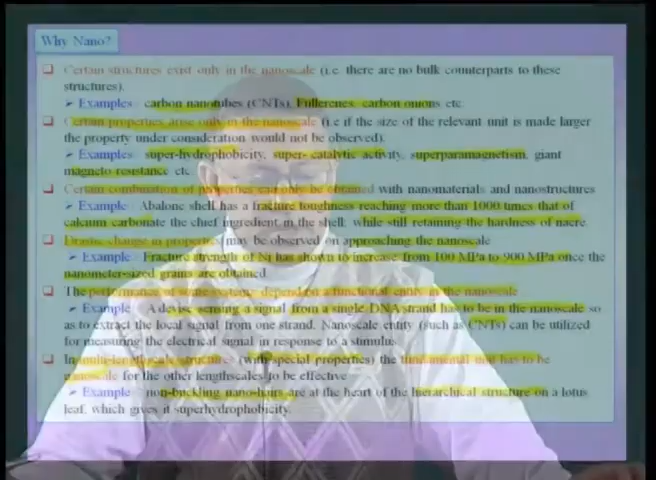 Why Nano?
❑ Certain structures exist only in the nanoscale (i.e. there are no bulk counterparts to these
structures).
➤ Examples: carbon nanotubes (CNTs), Fullerenes, carbon onions etc.
❑ Certain properties arise only in the nanoscale (i.e if the size of the relevant unit is made larger
the property under consideration would not be observed).
➤ Examples: super-hydrophobicity, super- catalytic activity, superparamagnetism, giant
magneto resistance etc.
❑ Certain combination of properties can only be obtained with nanomaterials and nanostructures
➤ Example: Abalone shell has a fracture toughness reaching more than 1000 times that of
calcium carbonate the chief ingredient in the shell; while still retaining the hardness of nacre.
❑ Drastic change in properties may be observed on approaching the nanoscale
➤ Example: Fracture strength of Ni has shown to increase from 100 MPa to 900 MPa once the
nanometer-sized grains are obtained.
❑ The performance of some systems depend on a functional entity in the nanoscale
➤ Example: A device sensing a signal from a single DNA strand has to be in the nanoscale so
as to extract the local signal from one strand. Nanoscale entity (such as CNTs) can be utilized
for measuring the electrical signal in response to a stimulus.
❑ In multi-length scale structures (with special properties) the fundamental unit has to be
nanoscale for the other lengthscales to be effective
➤ Example: non-buckling nano-hairs are at the heart of the hierarchical structure on a lotus
leaf, which gives it superhydrophobicity.